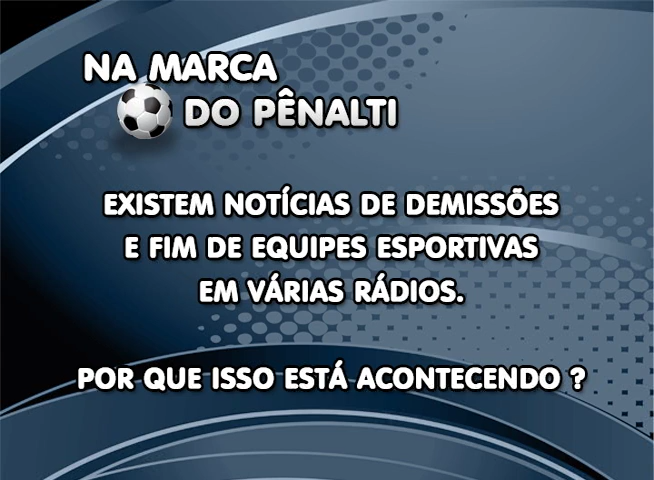 NA MARCA
DO PÊNALTI
EXISTEM NOTÍCIAS DE DEMISSÕES
E FIM DE EQUIPES ESPORTIVAS
EM VÁRIAS RÁDIOS.
POR QUE ISSO ESTÁ ACONTECENDO ?